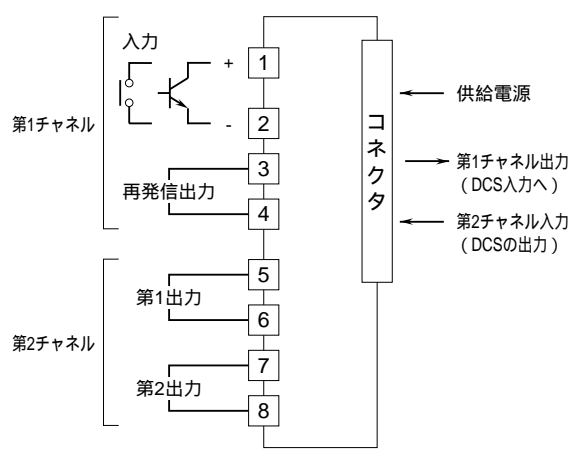 第1チャネル
入力
+
-
再発信出力
1
2
3
4
第2チャネル
第1出力
第2出力
5
6
7
8
コネクタ
供給電源
第1チャネル出力
(DCS入力へ)
第2チャネル入力
(DCSの出力)